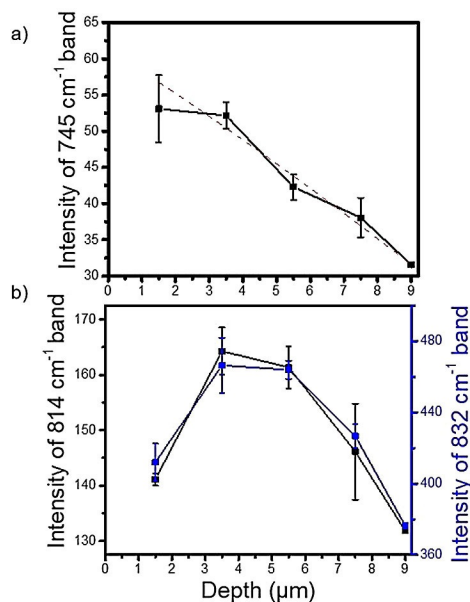 a)
Intensity of 745 cm⁻¹ band
65
60
55
50
45
40
35
30
0 1 2 3 4 5 6 7 8 9
b)
Intensity of 814 cm⁻¹ band
170
160
150
140
130
Intensity of 832 cm⁻¹ band
480
440
400
360
0 1 2 3 4 5 6 7 8 9
Depth (µm)